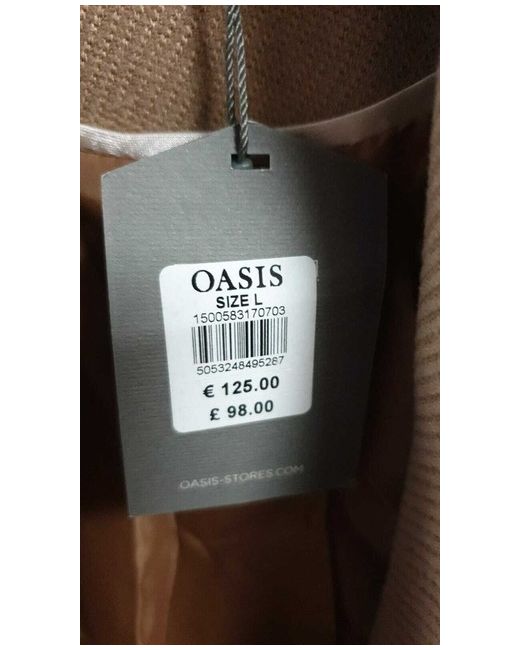 OASIS
SIZE L
1500583170703
5053248495287
€ 125.00
£ 98.00
OASIS-STORES.COM